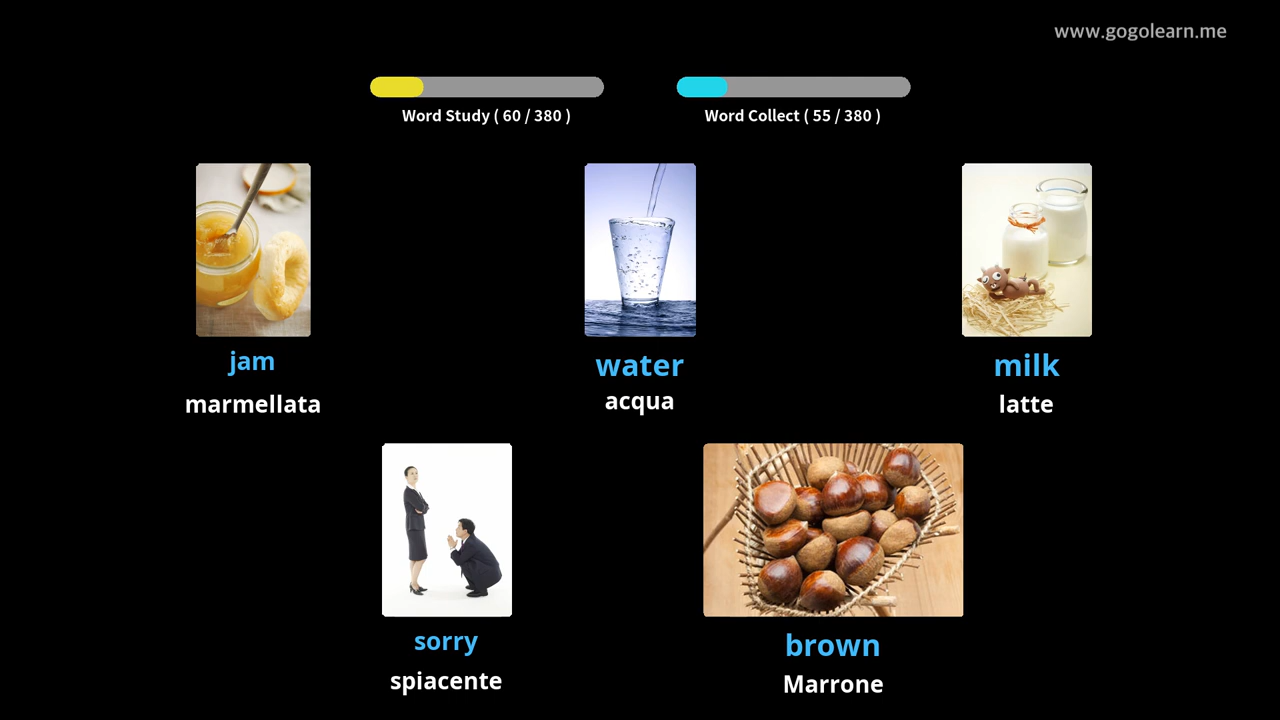 www.gogolearn.me
Word Study ( 60 / 380 )
Word Collect ( 55 / 380 )
jam
marmellata
water
acqua
milk
latte
sorry
spiacente
brown
Marrone